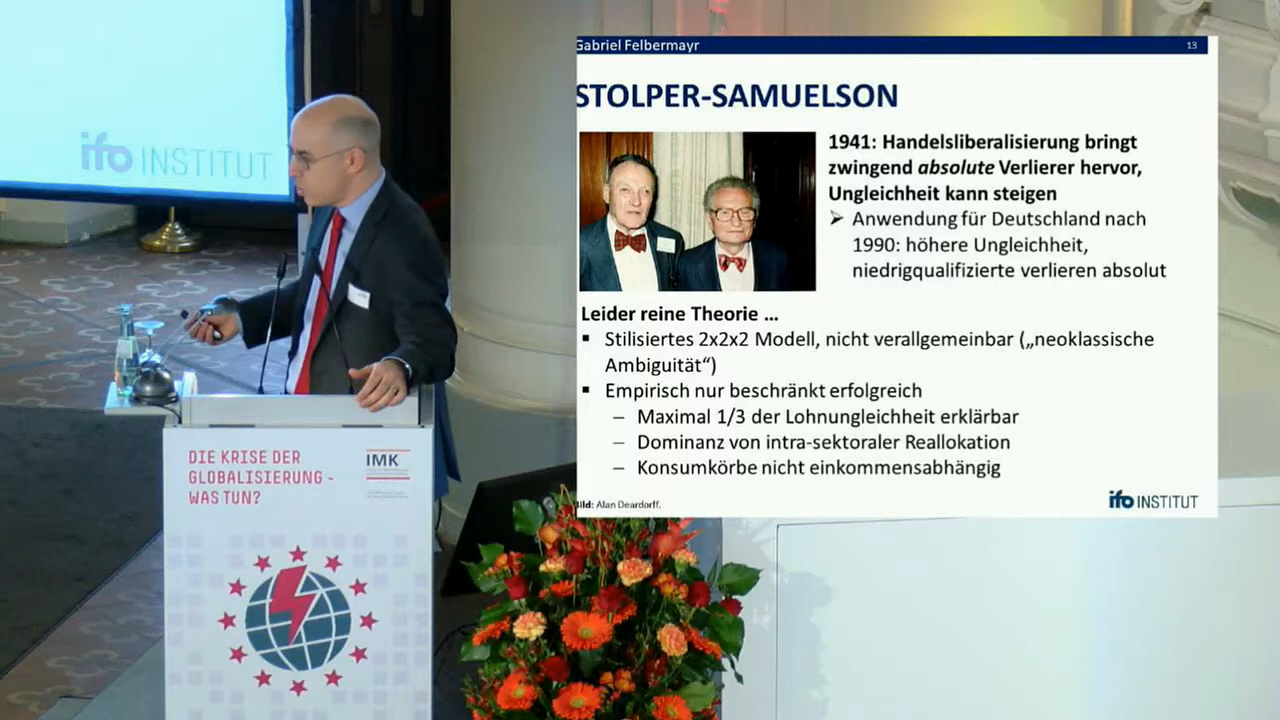 ifo INSTITUT
Gabriel Felbermayr
13
STOLPER-SAMUELSON
1941: Handelsliberalisierung bringt
zwingend absolute Verlierer hervor,
Ungleichheit kann steigen
➢ Anwendung für Deutschland nach
1990: höhere Ungleichheit,
niedrigqualifizierte verlieren absolut
Leider reine Theorie ...
▪ Stilisiertes 2x2x2 Modell, nicht verallgemeinbar („neoklassische
Ambiguität“)
▪ Empirisch nur beschränkt erfolgreich
– Maximal 1/3 der Lohnungleichheit erklärbar
– Dominanz von intra-sektoraler Reallokation
– Konsumkörbe nicht einkommensabhängig
Bild: Alan Deardorff.
ifo INSTITUT
DIE KRISE DER
GLOBALISIERUNG -
WAS TUN?
IMK